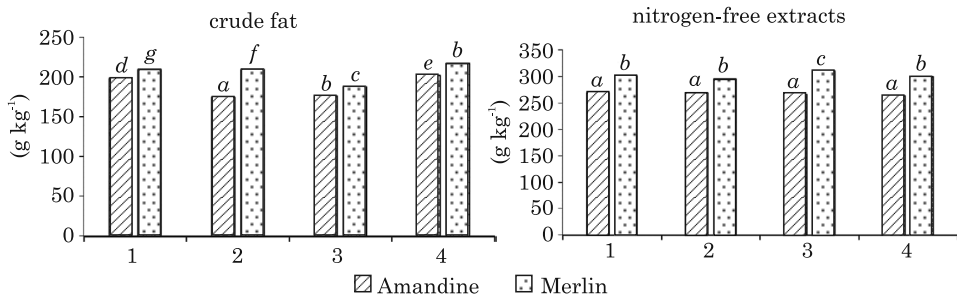 crude fat
(g kg-1)
250
200
150
100
50
0
d g a f b c e b
1 2 3 4
nitrogen-free extracts
(g kg-1)
350
300
250
200
150
100
50
0
a b a b a c a b
1 2 3 4
Amandine Merlin